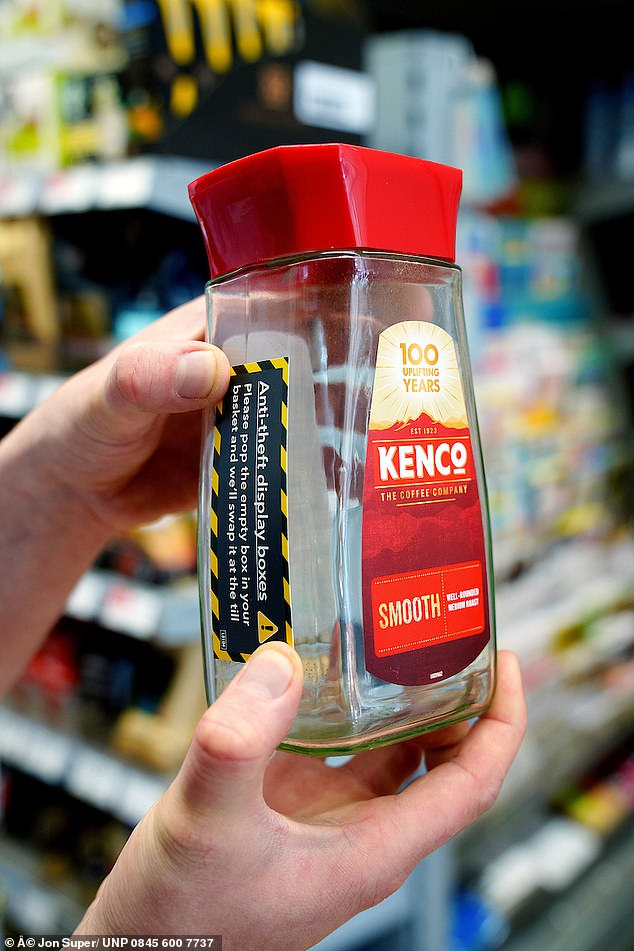 Anti-theft display boxes
Please pop the empty box in your
basket and we'll swap it at the till
100
UPLIFTING
YEARS
EST 1923
KENCO
THE COFFEE COMPANY
SMOOTH
WELL-ROUNDED
MEDIUM ROAST
© Jon Super/ UNP 0845 600 7737